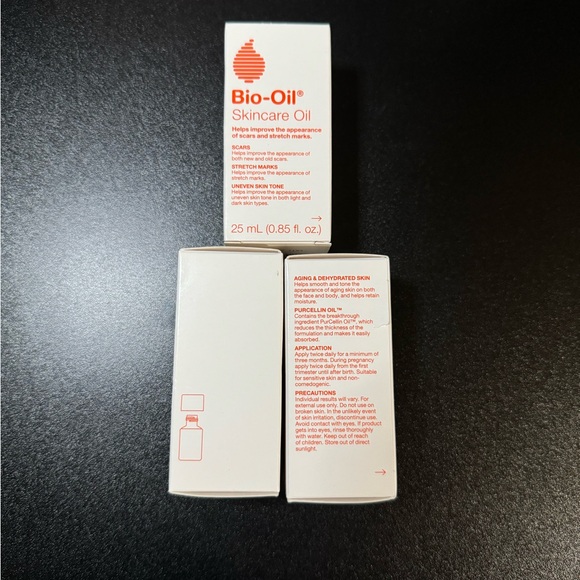 Bio-Oil®
Skincare Oil
Helps improve the appearance
of scars and stretch marks.
SCARS
Helps improve the appearance of
both new and old scars.
STRETCH MARKS
Helps improve the appearance of
stretch marks.
UNEVEN SKIN TONE
Helps improve the appearance of
uneven skin tone in both light and
dark skin types.
→
25 mL (0.85 fl. oz.)
AGING & DEHYDRATED SKIN
Helps smooth and tone the
appearance of aging skin on both
the face and body, and helps retain
moisture.
PURCELLIN OIL™
Contains the breakthrough
ingredient PurCellin Oil™, which
reduces the thickness of the
formulation and makes it easily
absorbed.
APPLICATION
Apply twice daily for a minimum of
three months. During pregnancy
apply twice daily from the first
trimester until after birth. Suitable
for sensitive skin and non-
comedogenic.
PRECAUTIONS
Individual results will vary. For
external use only. Do not use on
broken skin. In the unlikely event
of skin irritation, discontinue use.
Avoid contact with eyes. If product
gets into eyes, rinse thoroughly
with water. Keep out of reach
of children. Store out of direct
sunlight.
→